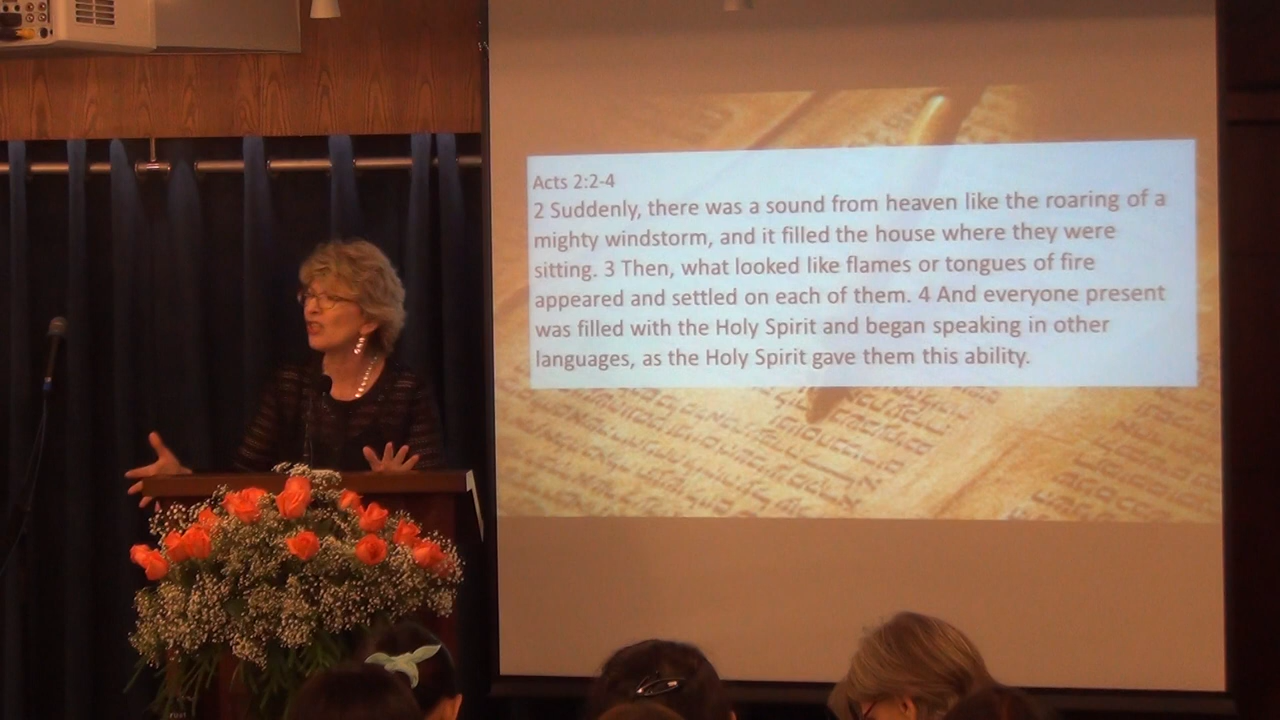 Acts 2:2-4
2 Suddenly, there was a sound from heaven like the roaring of a
mighty windstorm, and it filled the house where they were
sitting. 3 Then, what looked like flames or tongues of fire
appeared and settled on each of them. 4 And everyone present
was filled with the Holy Spirit and began speaking in other
languages, as the Holy Spirit gave them this ability.